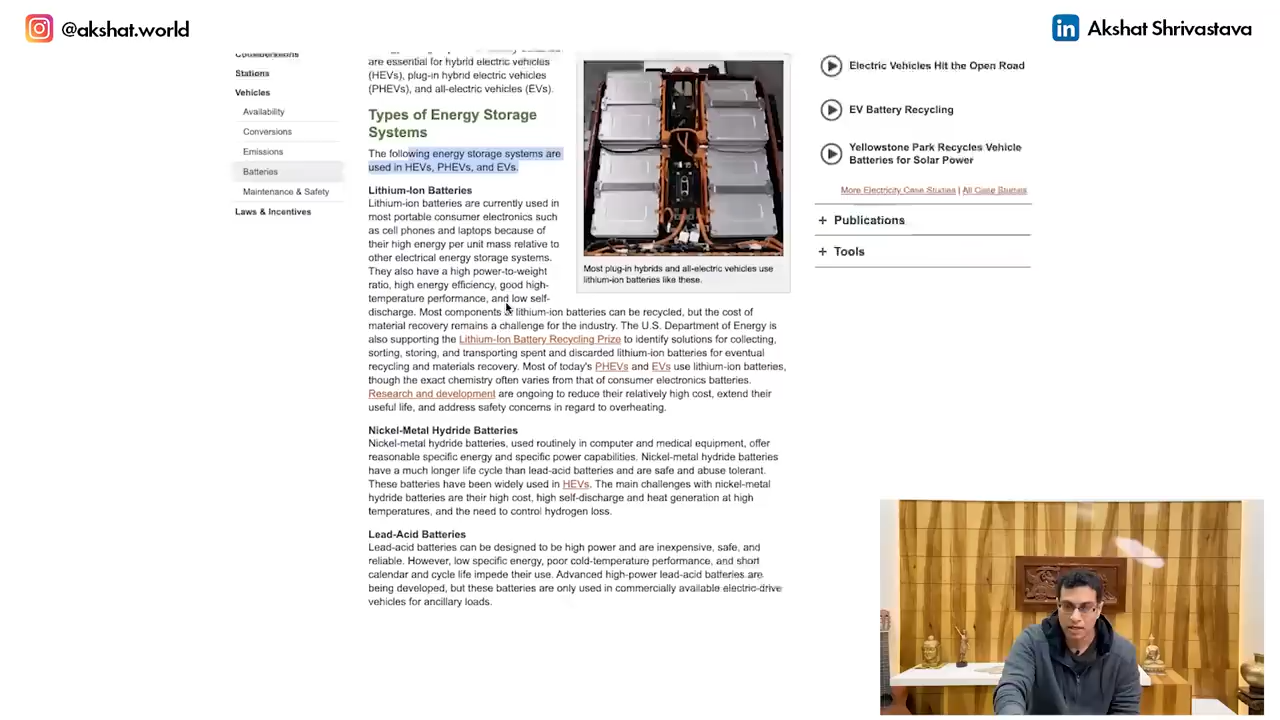 @akshat.world
Akshat Shrivastava
Considerations
Stations
Vehicles
Availability
Conversions
Emissions
Batteries
Maintenance & Safety
Laws & Incentives
are essential for hybrid electric vehicles
(HEVs), plug-in hybrid electric vehicles
(PHEVs), and all-electric vehicles (EVs).
Types of Energy Storage
Systems
The following energy storage systems are
used in HEVs, PHEVs, and EVs.
Lithium-Ion Batteries
Lithium-ion batteries are currently used in
most portable consumer electronics such
as cell phones and laptops because of
their high energy per unit mass relative to
other electrical energy storage systems.
They also have a high power-to-weight
ratio, high energy efficiency, good high-
temperature performance, and low self-
discharge. Most components of lithium-ion batteries can be recycled, but the cost of
material recovery remains a challenge for the industry. The U.S. Department of Energy is
also supporting the Lithium-Ion Battery Recycling Prize to identify solutions for collecting,
sorting, storing, and transporting spent and discarded lithium-ion batteries for eventual
recycling and materials recovery. Most of today's PHEVs and EVs use lithium-ion batteries,
though the exact chemistry often varies from that of consumer electronics batteries.
Research and development are ongoing to reduce their relatively high cost, extend their
useful life, and address safety concerns in regard to overheating.
Nickel-Metal Hydride Batteries
Nickel-metal hydride batteries, used routinely in computer and medical equipment, offer
reasonable specific energy and specific power capabilities. Nickel-metal hydride batteries
have a much longer life cycle than lead-acid batteries and are safe and abuse tolerant.
These batteries have been widely used in HEVs. The main challenges with nickel-metal
hydride batteries are their high cost, high self-discharge and heat generation at high
temperatures, and the need to control hydrogen loss.
Lead-Acid Batteries
Lead-acid batteries can be designed to be high power and are inexpensive, safe, and
reliable. However, low specific energy, poor cold-temperature performance, and short
calendar and cycle life impede their use. Advanced high-power lead-acid batteries are
being developed, but these batteries are only used in commercially available electric-drive
vehicles for ancillary loads.
Most plug-in hybrids and all-electric vehicles use
lithium-ion batteries like these.
Electric Vehicles Hit the Open Road
EV Battery Recycling
Yellowstone Park Recycles Vehicle
Batteries for Solar Power
More Electricity Case Studies | All Case Studies
+ Publications
+ Tools